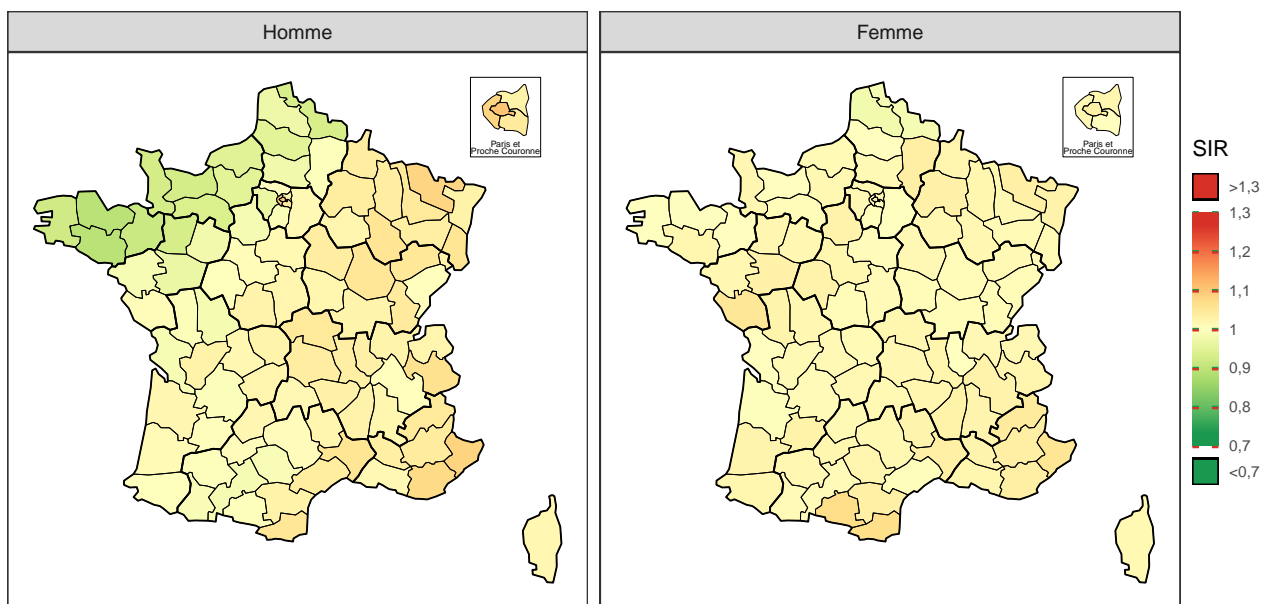 Homme
Femme
Paris et
Proche Couronne
Paris et
Proche Couronne
SIR
>1,3
1,3
1,2
1,1
1
0,9
0,8
0,7
<0,7